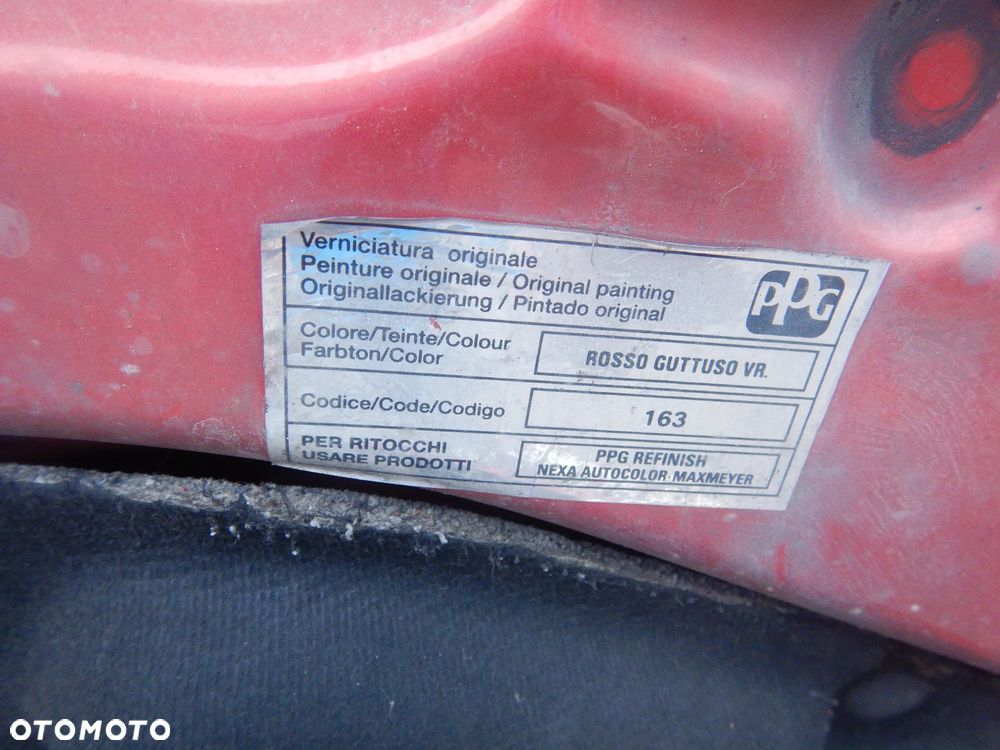 Verniciatura originale
Peinture originale / Original painting
Originallackierung / Pintado original
PPG
Colore/Teinte/Colour
Farbton/Color
ROSSO GUTTUSO VR.
Codice/Code/Codigo
163
PER RITOCCHI
USARE PRODOTTI
PPG REFINISH
NEXA AUTOCOLOR-MAXMEYER
OTOMOTO